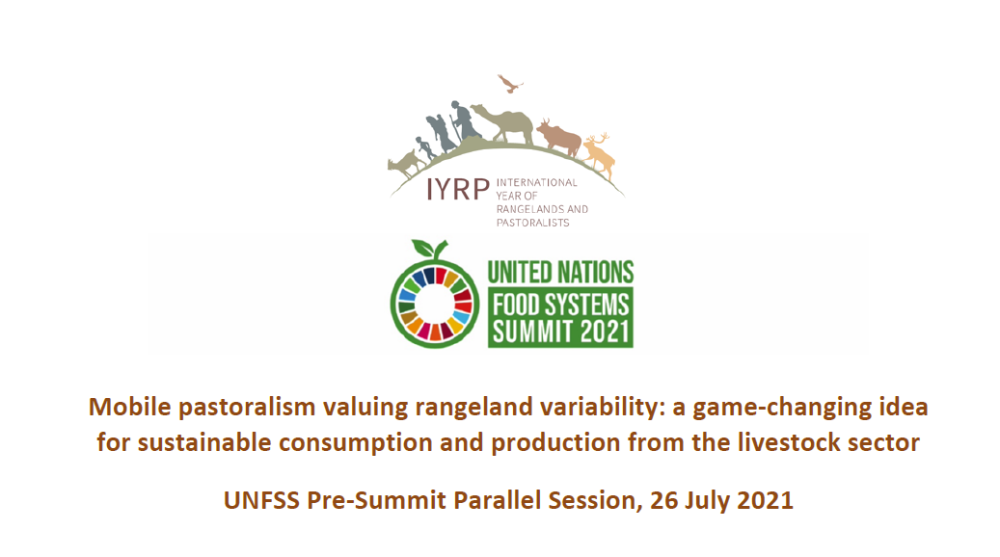 IYRP
INTERNATIONAL
YEAR OF
RANGELANDS AND
PASTORALISTS
UNITED NATIONS
FOOD SYSTEMS
SUMMIT 2021
Mobile pastoralism valuing rangeland variability: a game-changing idea
for sustainable consumption and production from the livestock sector
UNFSS Pre-Summit Parallel Session, 26 July 2021